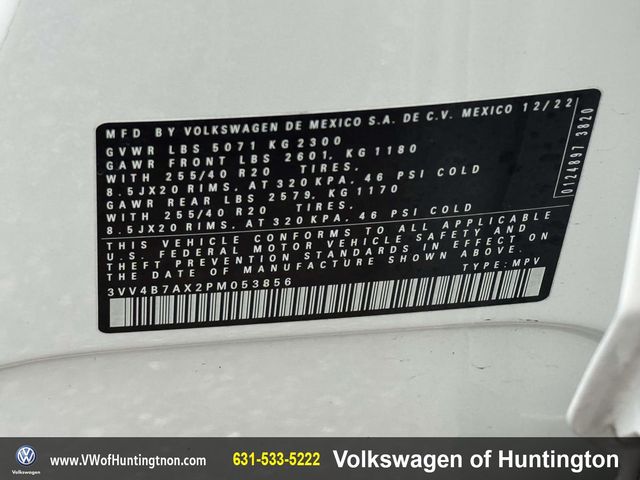 MFD BY VOLKSWAGEN DE MEXICO S.A. DE C.V. MEXICO 12/22
GVWR LBS 5071 KG 2300
GAWR FRONT LBS 2601, KG 1180
WITH 255/40 R20 TIRES.
8.5JX20 RIMS, AT 320 KPA, 46 PSI COLD
GAWR REAR LBS 2579, KG 1170
WITH 255/40 R20 TIRES.
8.5JX20 RIMS, AT 320 KPA, 46 PSI COLD
THIS VEHICLE CONFORMS TO ALL APPLICABLE
U.S. FEDERAL MOTOR VEHICLE SAFETY AND
THEFT PREVENTION STANDARDS IN EFFECT ON
THE DATE OF MANUFACTURE SHOWN ABOVE.
3VV4B7AX2PM053856 TYPE: MPV
0124897 3820
www.VWofHuntingtnon.com
631-533-5222
Volkswagen of Huntington
Volkswagen